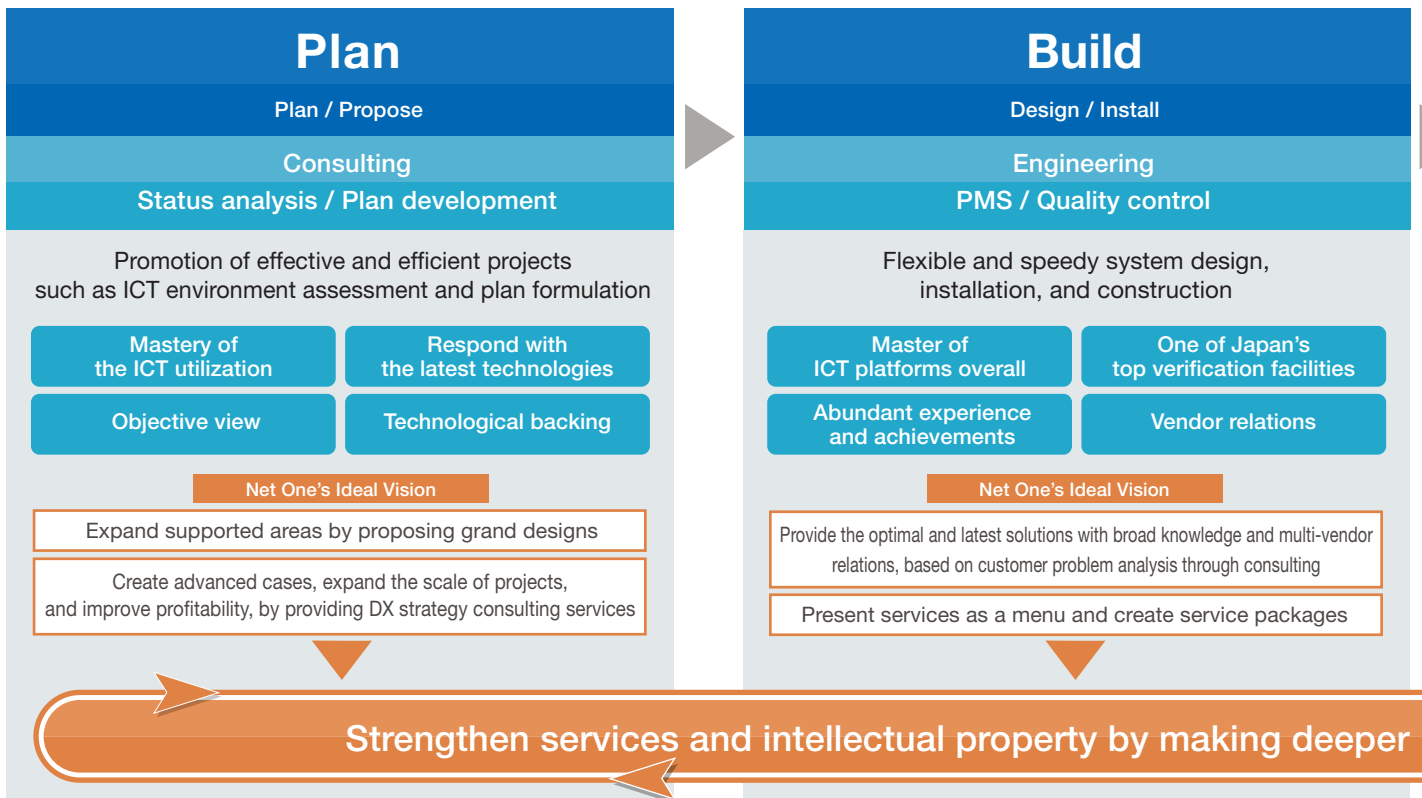 Plan
Plan / Propose
Consulting
Status analysis / Plan development
Promotion of effective and efficient projects
such as ICT environment assessment and plan formulation
Mastery of
the ICT utilization
Respond with
the latest technologies
Objective view
Technological backing
Net One's Ideal Vision
Expand supported areas by proposing grand designs
Create advanced cases, expand the scale of projects,
and improve profitability, by providing DX strategy consulting services
Build
Design / Install
Engineering
PMS / Quality control
Flexible and speedy system design,
installation, and construction
Master of
ICT platforms overall
One of Japan's
top verification facilities
Abundant experience
and achievements
Vendor relations
Net One's Ideal Vision
Provide the optimal and latest solutions with broad knowledge and multi-vendor
relations, based on customer problem analysis through consulting
Present services as a menu and create service packages
Strengthen services and intellectual property by making deeper